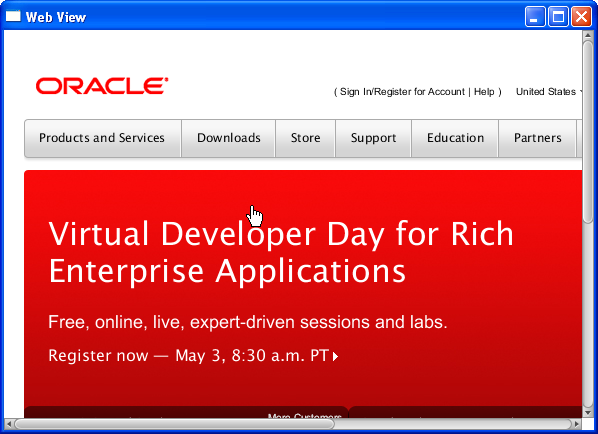 Web View
ORACLE
( Sign In/Register for Account | Help ) United States
Products and Services Downloads Store Support Education Partners
Virtual Developer Day for Rich
Enterprise Applications
Free, online, live, expert-driven sessions and labs.
Register now — May 3, 8:30 a.m. PT
More Customers